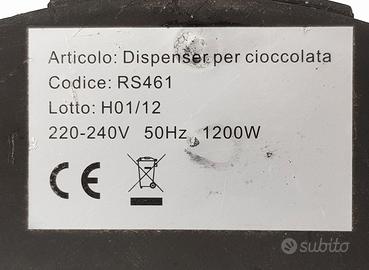 Articolo: Dispenser per cioccolata
Codice: RS461
Lotto: H01/12
220-240V 50Hz 1200W
CE
subito